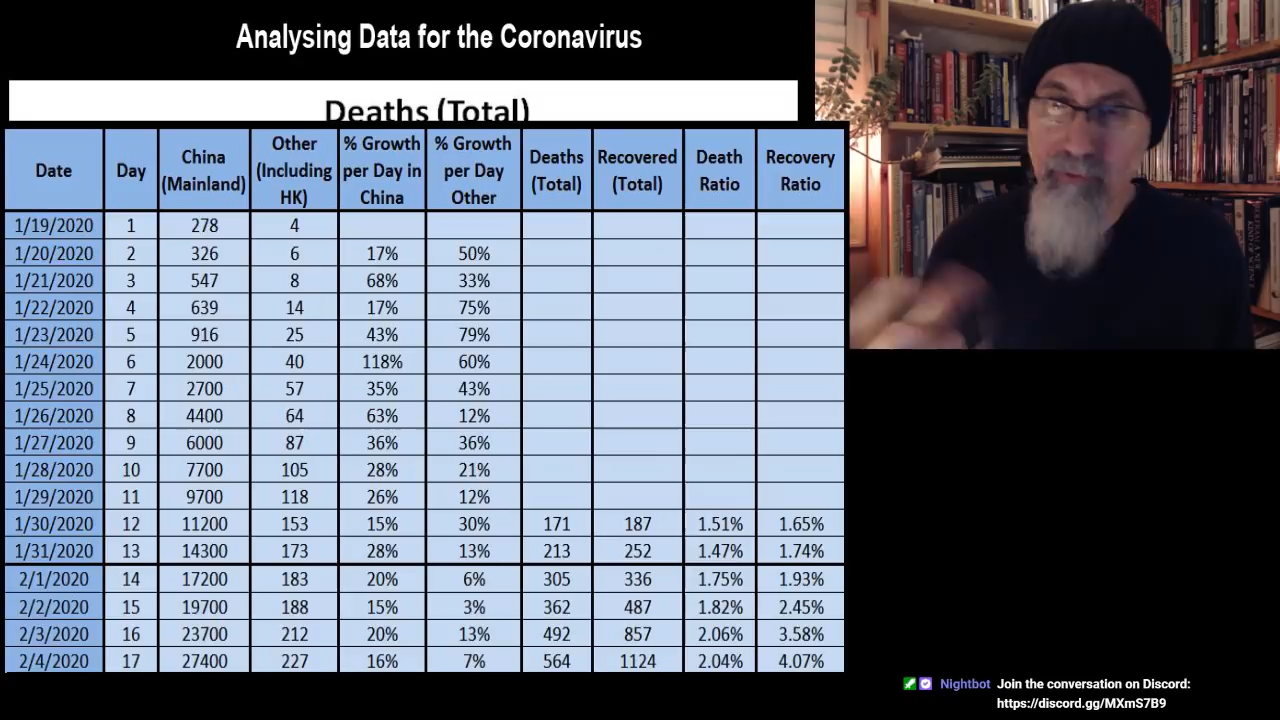 Analysing Data for the Coronavirus
Deaths (Total)
Date Day China (Mainland) Other (Including HK) % Growth per Day in China % Growth per Day Other Deaths (Total) Recovered (Total) Death Ratio Recovery Ratio
1/19/2020 1 278 4
1/20/2020 2 326 6 17% 50%
1/21/2020 3 547 8 68% 33%
1/22/2020 4 639 14 17% 75%
1/23/2020 5 916 25 43% 79%
1/24/2020 6 2000 40 118% 60%
1/25/2020 7 2700 57 35% 43%
1/26/2020 8 4400 64 63% 12%
1/27/2020 9 6000 87 36% 36%
1/28/2020 10 7700 105 28% 21%
1/29/2020 11 9700 118 26% 12%
1/30/2020 12 11200 153 15% 30% 171 187 1.51% 1.65%
1/31/2020 13 14300 173 28% 13% 213 252 1.47% 1.74%
2/1/2020 14 17200 183 20% 6% 305 336 1.75% 1.93%
2/2/2020 15 19700 188 15% 3% 362 487 1.82% 2.45%
2/3/2020 16 23700 212 20% 13% 492 857 2.06% 3.58%
2/4/2020 17 27400 227 16% 7% 564 1124 2.04% 4.07%
Nightbot Join the conversation on Discord:
https://discord.gg/MXmS7B9